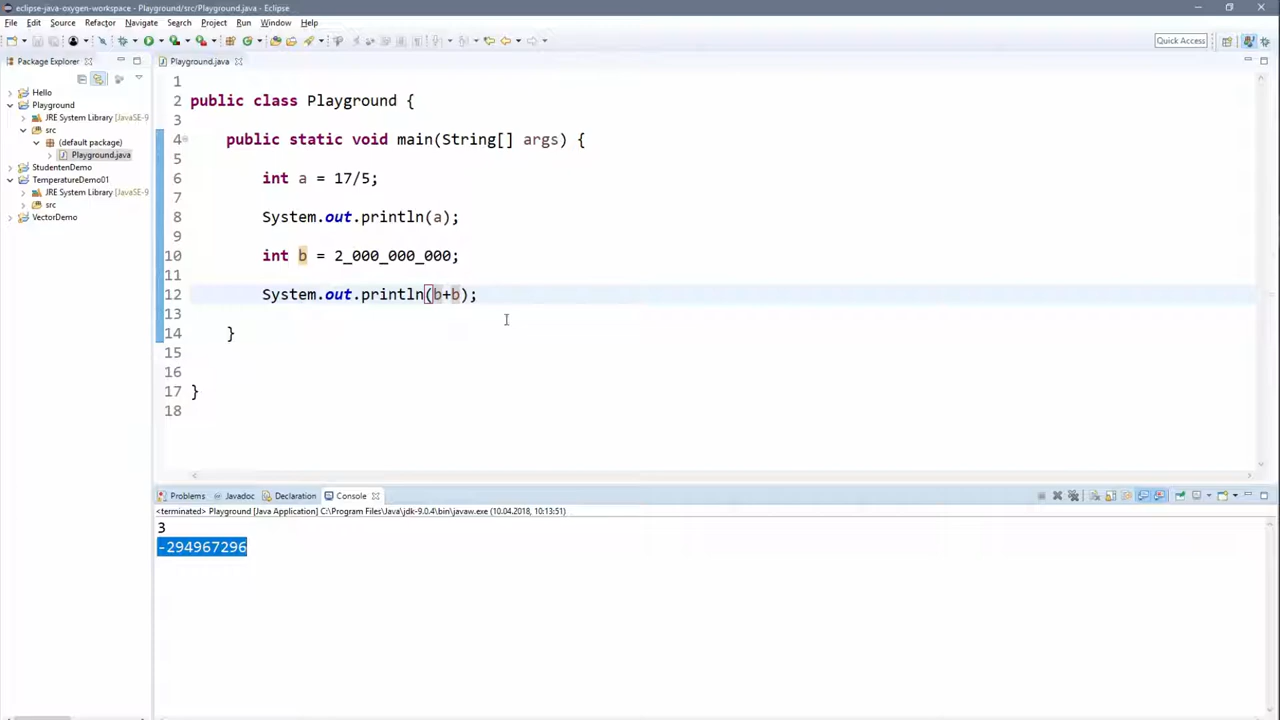 eclipse-java-oxygen-workspace - Playground/src/Playground.java - Eclipse
File Edit Source Refactor Navigate Search Project Run Window Help
Quick Access
Package Explorer
Hello
Playground
JRE System Library [JavaSE-9
src
(default package)
Playground.java
StudentenDemo
TemperatureDemo01
JRE System Library [JavaSE-9
src
VectorDemo
Playground.java
1
2 public class Playground {
3
4 public static void main(String[] args) {
5
6 int a = 17/5;
7
8 System.out.println(a);
9
10 int b = 2_000_000_000;
11
12 System.out.println(b+b);
13
14 }
15
16
17 }
18
Problems Javadoc Declaration Console
<terminated> Playground [Java Application] C:\Program Files\Java\jdk-9.0.4\bin\javaw.exe (10.04.2018, 10:13:51)
3
-294967296